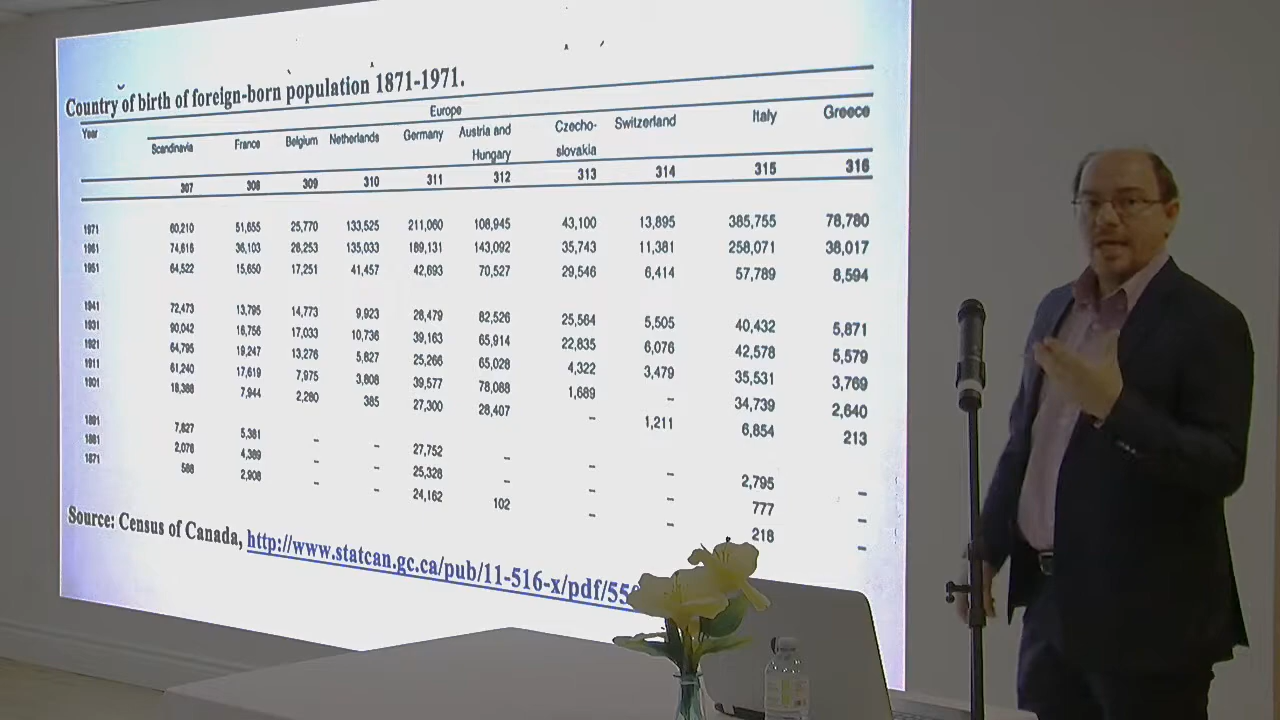 Country of birth of foreign-born population 1871-1971.
Year Europe
Scandinavia France Belgium Netherlands Germany Austria and Hungary Czecho-slovakia Switzerland Italy Greece
307 308 309 310 311 312 313 314 315 316
1971 60,210 51,655 25,770 133,525 211,060 108,945 43,100 13,895 385,755 78,780
1961 74,616 36,103 28,253 135,033 189,131 143,092 35,743 11,381 258,071 38,017
1951 64,522 15,650 17,251 41,457 42,693 70,527 29,546 6,414 57,789 8,594
1941 72,473 13,795 14,773 9,923 28,479 82,526 25,564 5,505 40,432 5,871
1931 90,042 16,756 17,033 10,736 39,163 65,914 22,835 6,076 42,578 5,579
1921 64,795 19,247 13,276 5,827 25,266 65,028 4,322 3,479 35,531 3,769
1911 61,240 17,619 7,975 3,808 39,577 78,088 1,689 – 34,739 2,640
1901 18,388 7,944 2,280 385 27,300 28,407 – 1,211 6,854 213
1891 7,827 5,381 – – 27,752 – – – 2,795 –
1881 2,076 4,389 – – 25,328 – – – 777 –
1871 588 2,908 – – 24,162 102 – – 218 –
Source: Census of Canada, http://www.statcan.gc.ca/pub/11-516-x/pdf/55